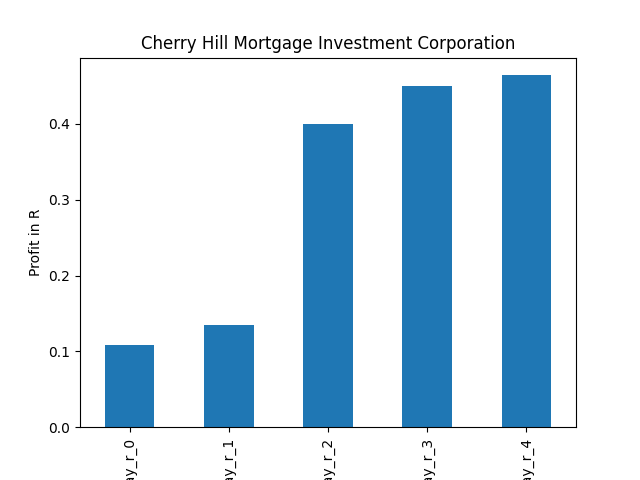 Cherry Hill Mortgage Investment Corporation
Profit in R
0.4
0.3
0.2
0.1
0.0
ay_r_0
ay_r_1
ay_r_2
ay_r_3
ay_r_4